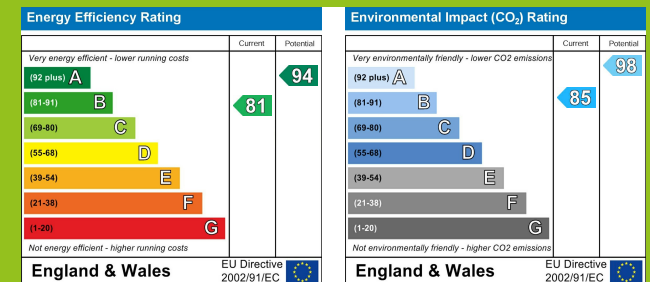 Energy Efficiency Rating
Current Potential
Very energy efficient - lower running costs
(92 plus) A
94
(81-91) B
81
(69-80) C
(55-68) D
(39-54) E
(21-38) F
(1-20) G
Not energy efficient - higher running costs
England & Wales
EU Directive
2002/91/EC
Environmental Impact (CO₂) Rating
Current Potential
Very environmentally friendly - lower CO2 emissions
98
(92 plus) A
(81-91) B
85
(69-80) C
(55-68) D
(39-54) E
(21-38) F
(1-20) G
Not environmentally friendly - higher CO2 emissions
England & Wales
EU Directive
2002/91/EC